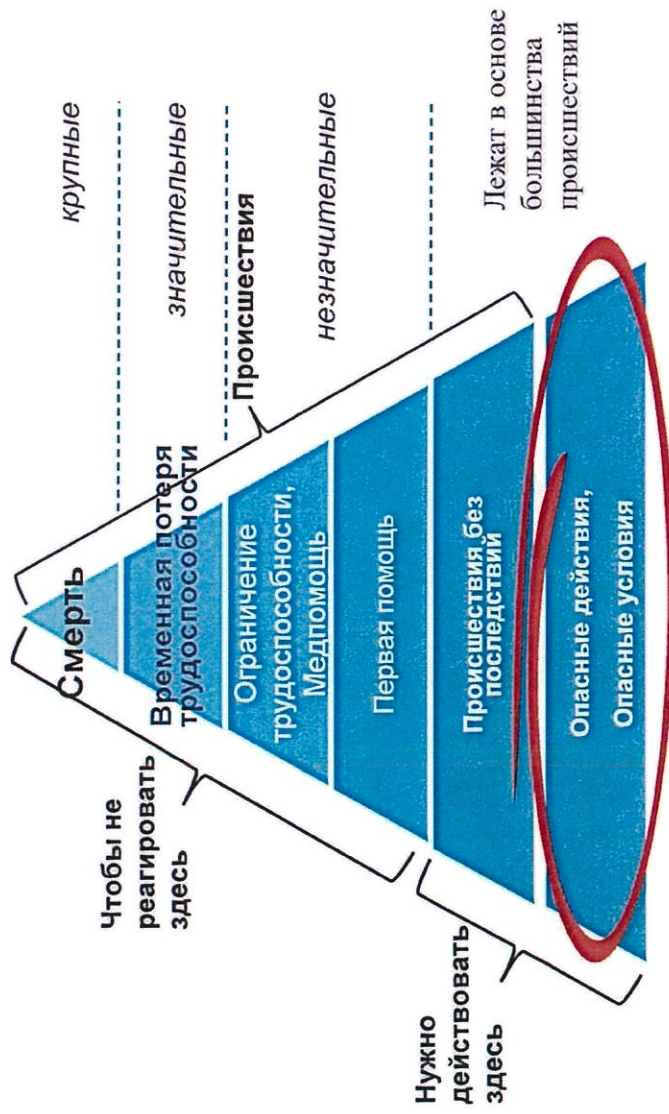 крупные
значительные
незначительные
Происшествия
Лежат в основе
большинства
происшествий
Смерть
Временная потеря
трудоспособности
Ограничение
трудоспособности,
Медпомощь
Первая помощь
Происшествия без
последствий
Опасные действия,
Опасные условия
Чтобы не
реагировать
здесь
Нужно
действовать
здесь